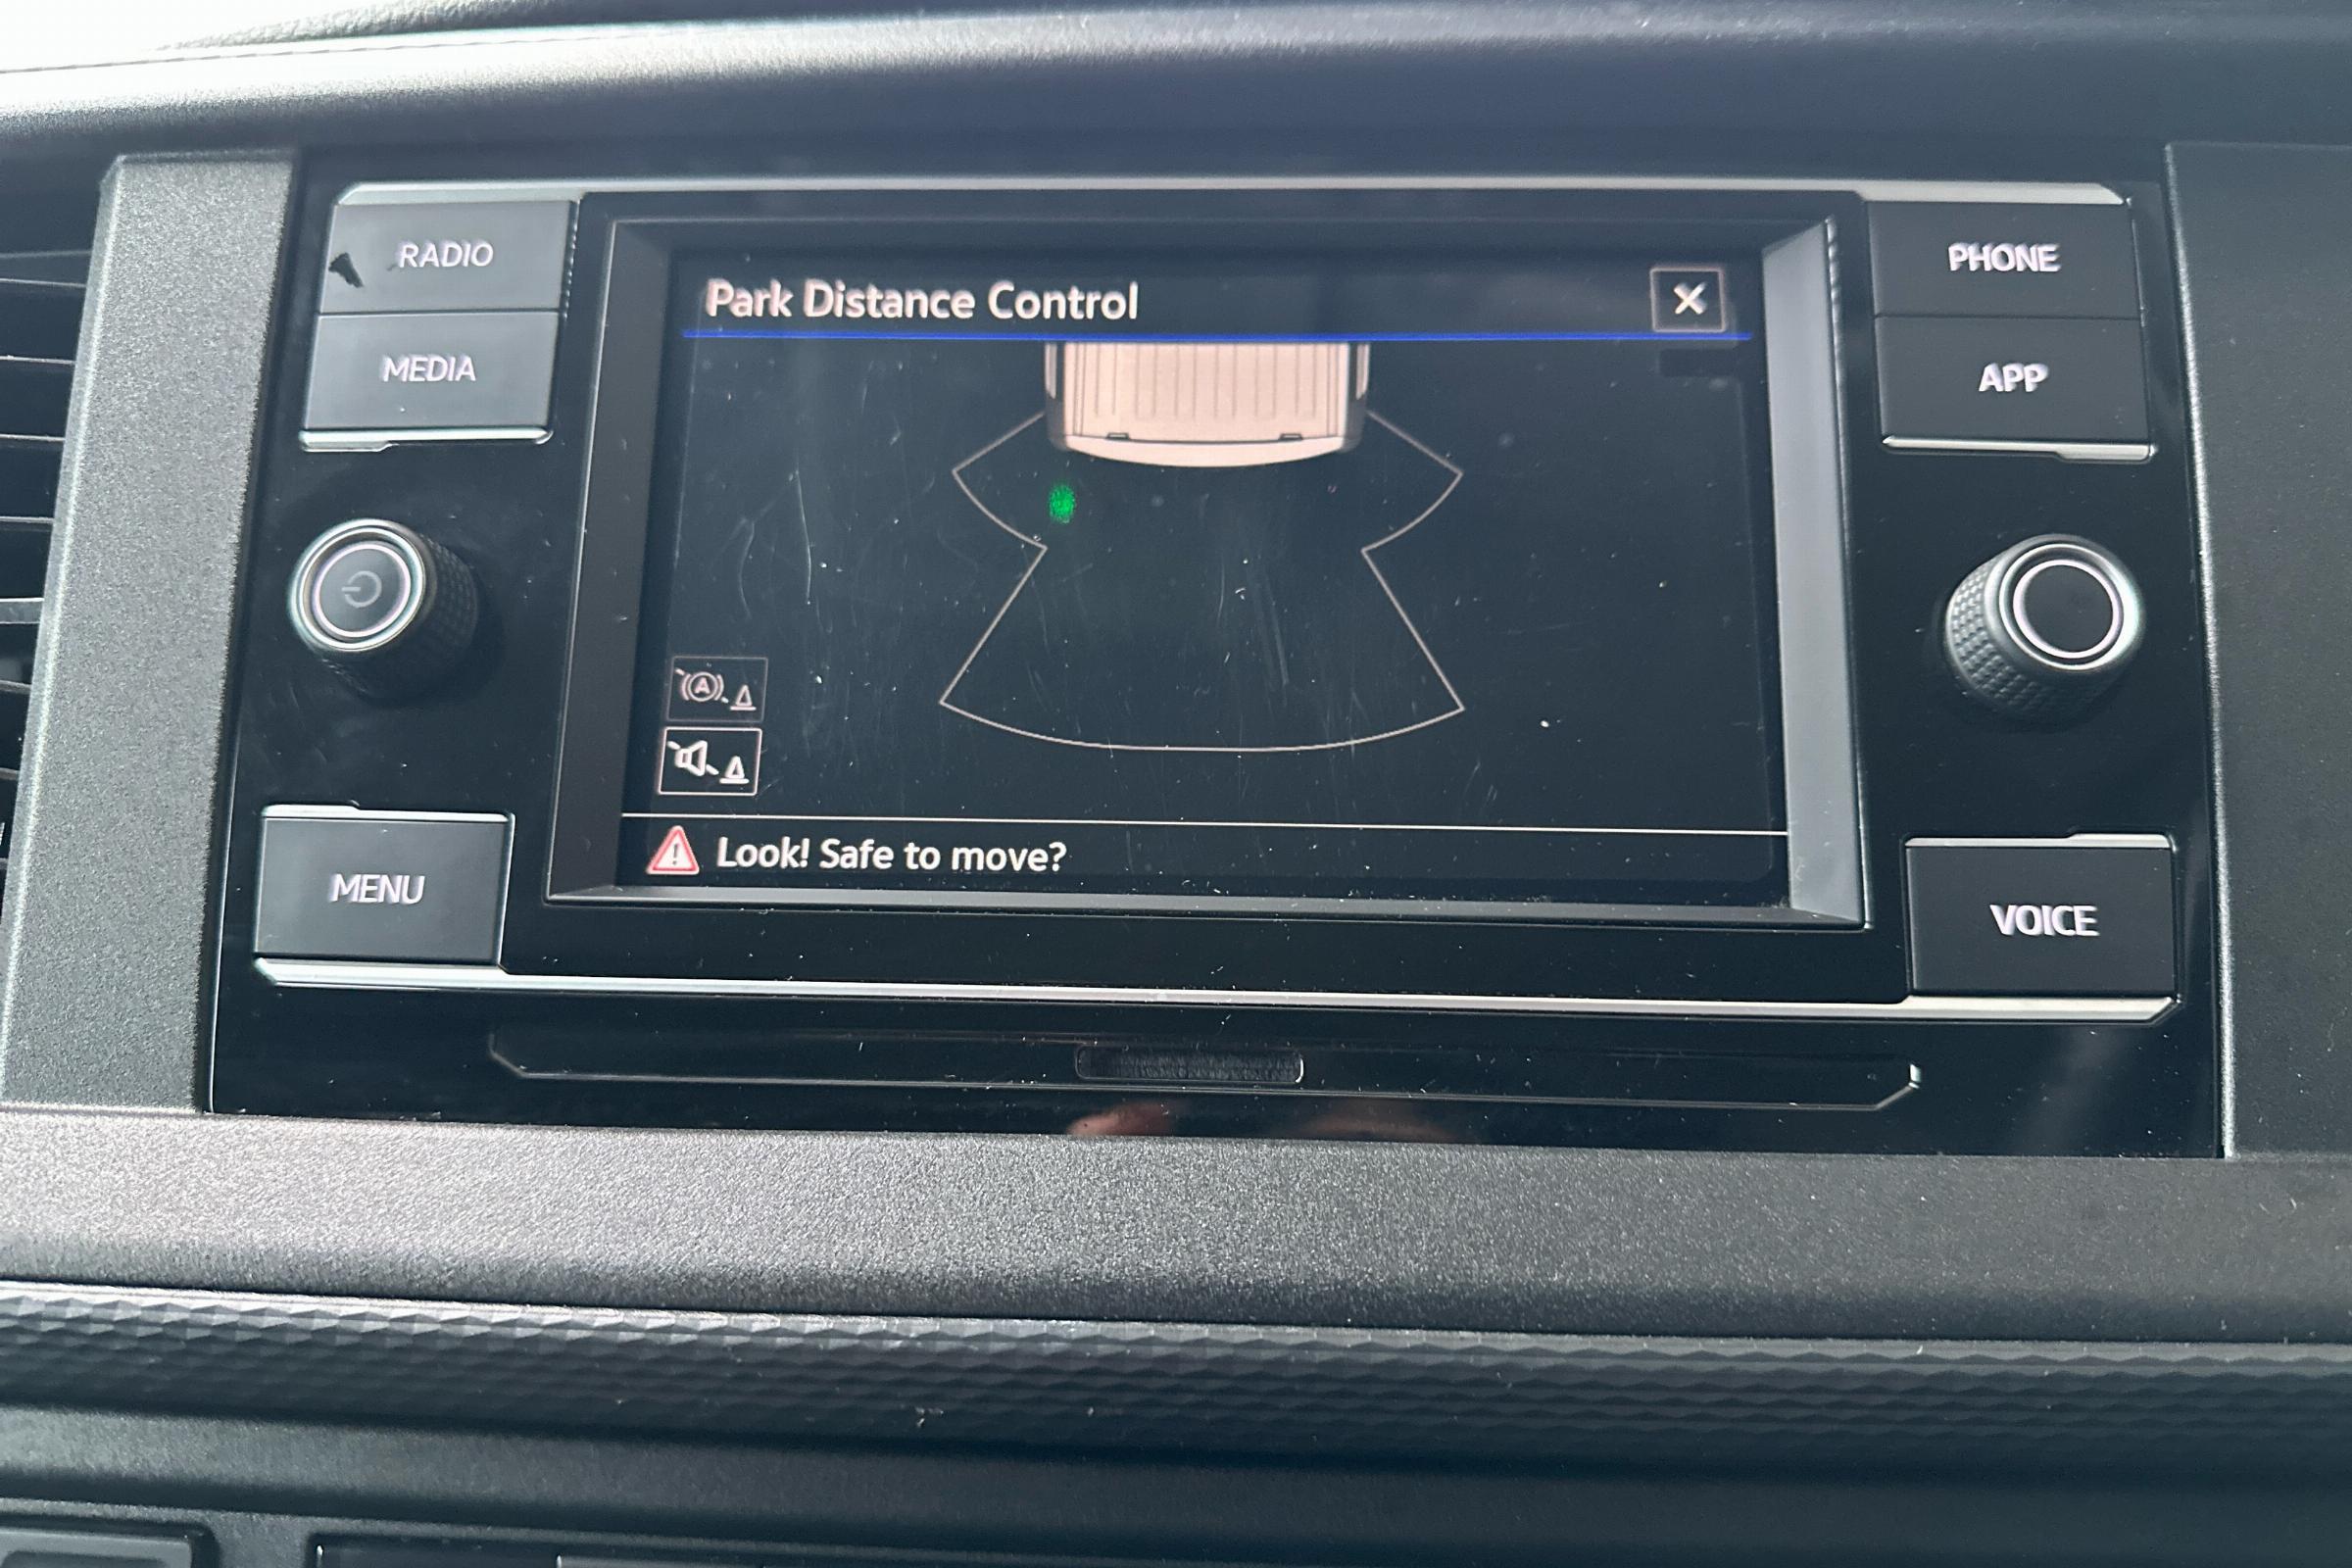 RADIO
MEDIA
MENU
Park Distance Control
A
Look! Safe to move?
PHONE
APP
VOICE